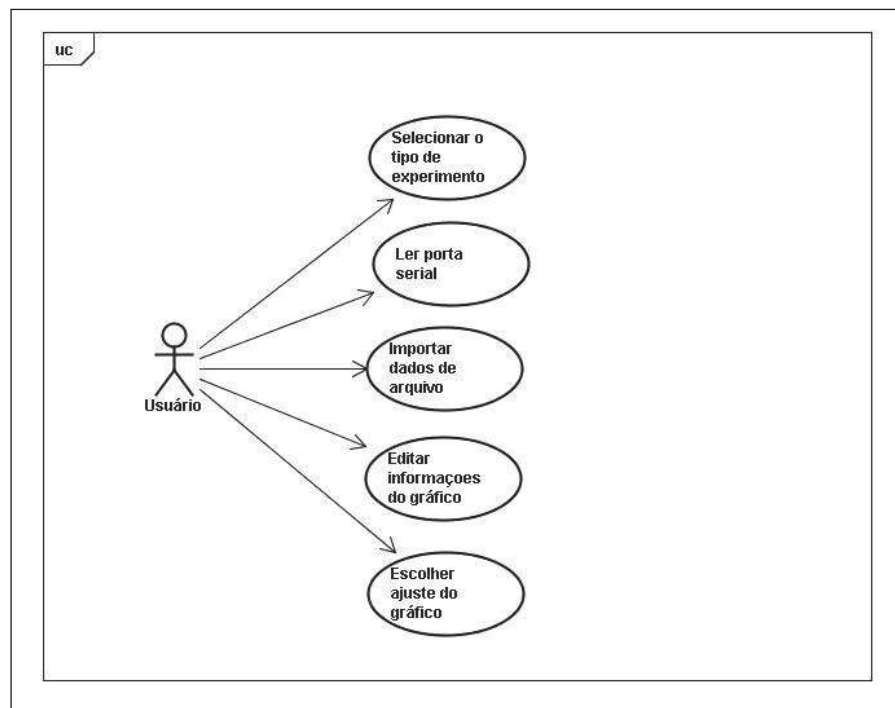 uc
Selecionar o
tipo de
experimento
Ler porta
serial
Importar
dados de
arquivo
Usuário
Editar
informaçoes
do gráfico
Escolher
ajuste do
gráfico